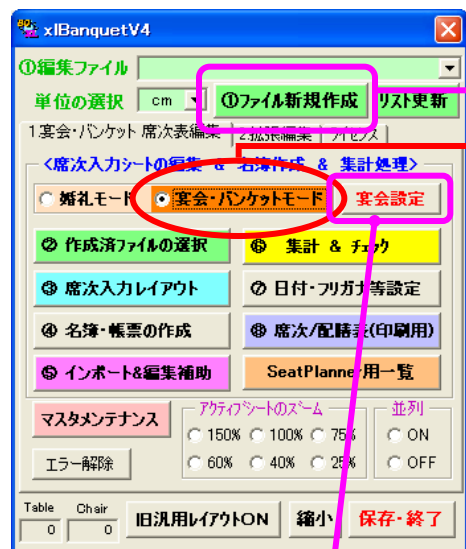 xlBanquetV4
①編集ファイル
単位の選択 cm ①ファイル新規作成 リスト更新
1.宴会・バンケット 席次表編集 2.拡張編集 ライセンス
<席次入力シートの編集 & 名簿作成 & 集計処理>
婚礼モード 宴会・バンケットモード 宴会設定
② 作成済ファイルの選択 ⑥ 集計 & チェック
③ 席次入力レイアウト ⑦ 日付・フリガナ等設定
④ 名簿・帳票の作成 ⑧ 席次/配膳表(印刷用)
⑤ インポート&編集補助 SeatPlanner用一覧
マスタメンテナンス アクティブシートのズーム 並列
150% 100% 75% ON
エラー解除 60% 40% 25% OFF
Table Chair
0 0 旧汎用レイアウトON 縮小 保存・終了